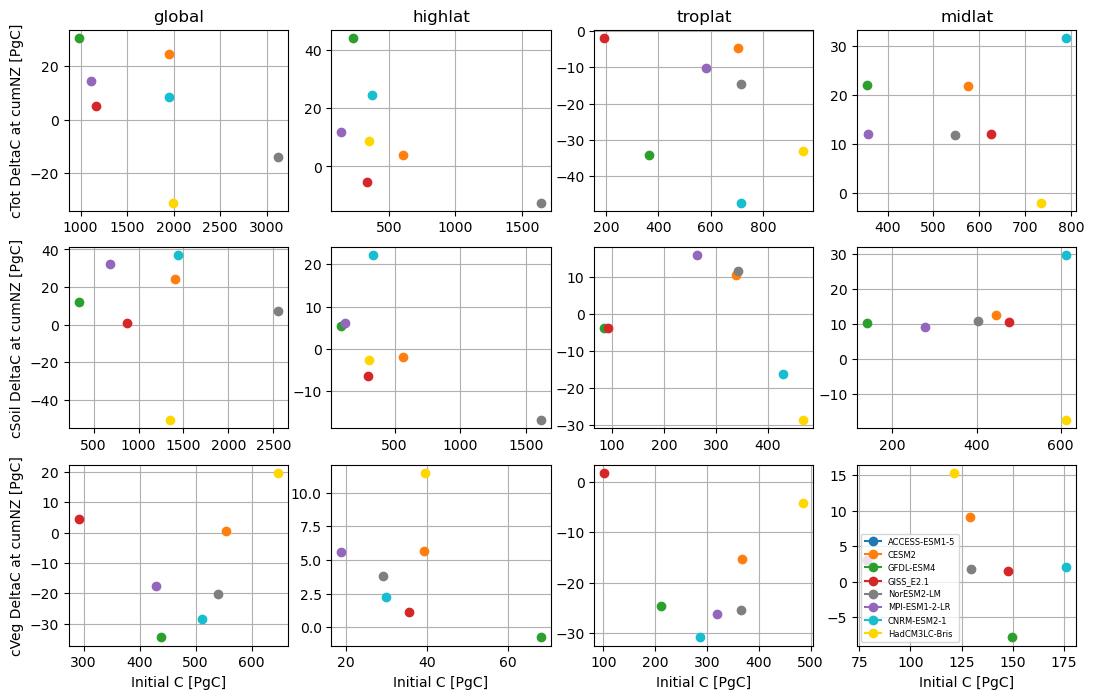 global highlat troplat midlat
cTot DeltaC at cumNZ [PgC]
20
0
−20
1000 1500 2000 2500 3000
40
20
0
500 1000 1500
0
−10
−20
−30
−40
200 400 600 800
30
20
10
0
400 500 600 700 800
cSoil DeltaC at cumNZ [PgC]
40
20
0
−20
−40
500 1000 1500 2000 2500
20
10
0
−10
500 1000 1500
10
0
−10
−20
−30
100 200 300 400
30
20
10
0
−10
200 400 600
cVeg DeltaC at cumNZ [PgC]
20
10
0
−10
−20
−30
300 400 500 600
Initial C [PgC]
10.0
7.5
5.0
2.5
0.0
20 40 60
Initial C [PgC]
0
−10
−20
−30
100 200 300 400 500
Initial C [PgC]
15
10
5
0
−5
ACCESS-ESM1-5
CESM2
GFDL-ESM4
GISS_E2.1
NorESM2-LM
MPI-ESM1-2-LR
CNRM-ESM2-1
HadCM3LC-Bris
75 100 125 150 175
Initial C [PgC]